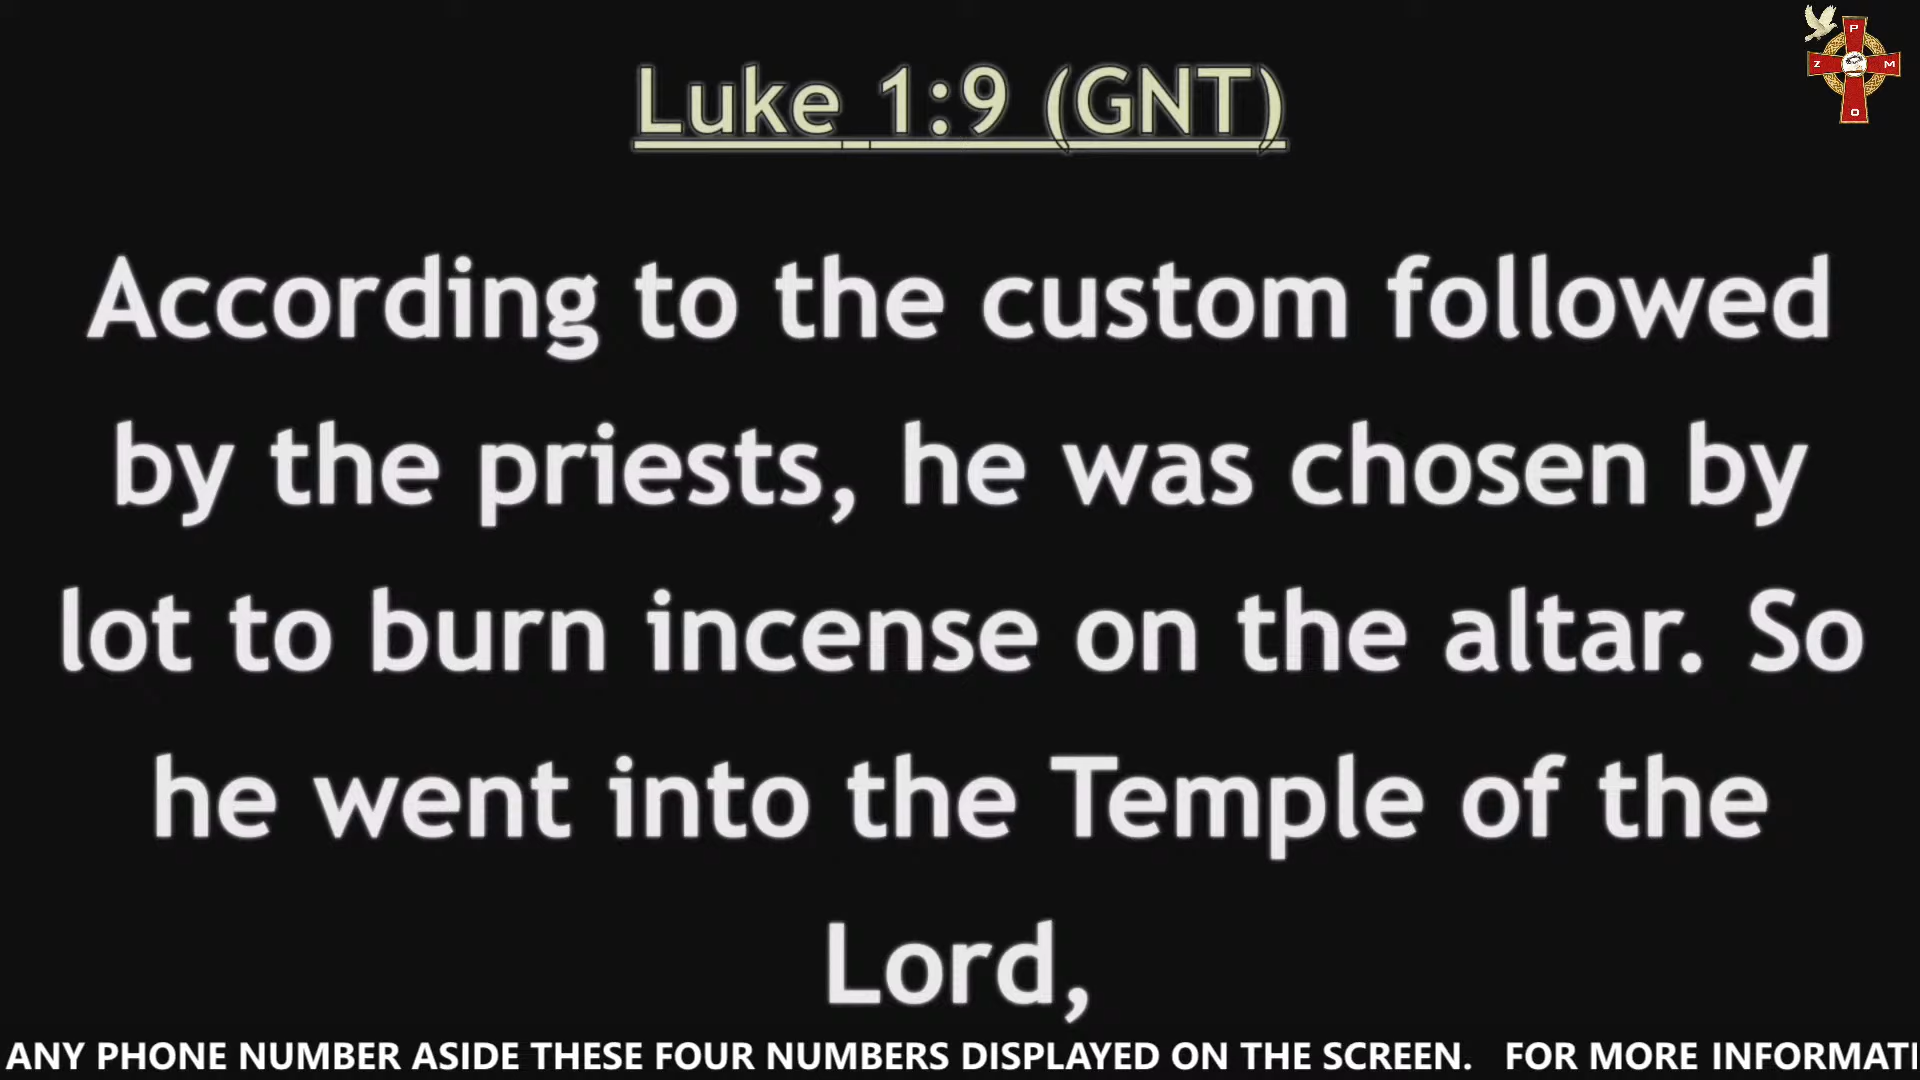 Luke 1:9 (GNT)
According to the custom followed
by the priests, he was chosen by
lot to burn incense on the altar. So
he went into the Temple of the
Lord,
ANY PHONE NUMBER ASIDE THESE FOUR NUMBERS DISPLAYED ON THE SCREEN. FOR MORE INFORMATI
P
Z M
O